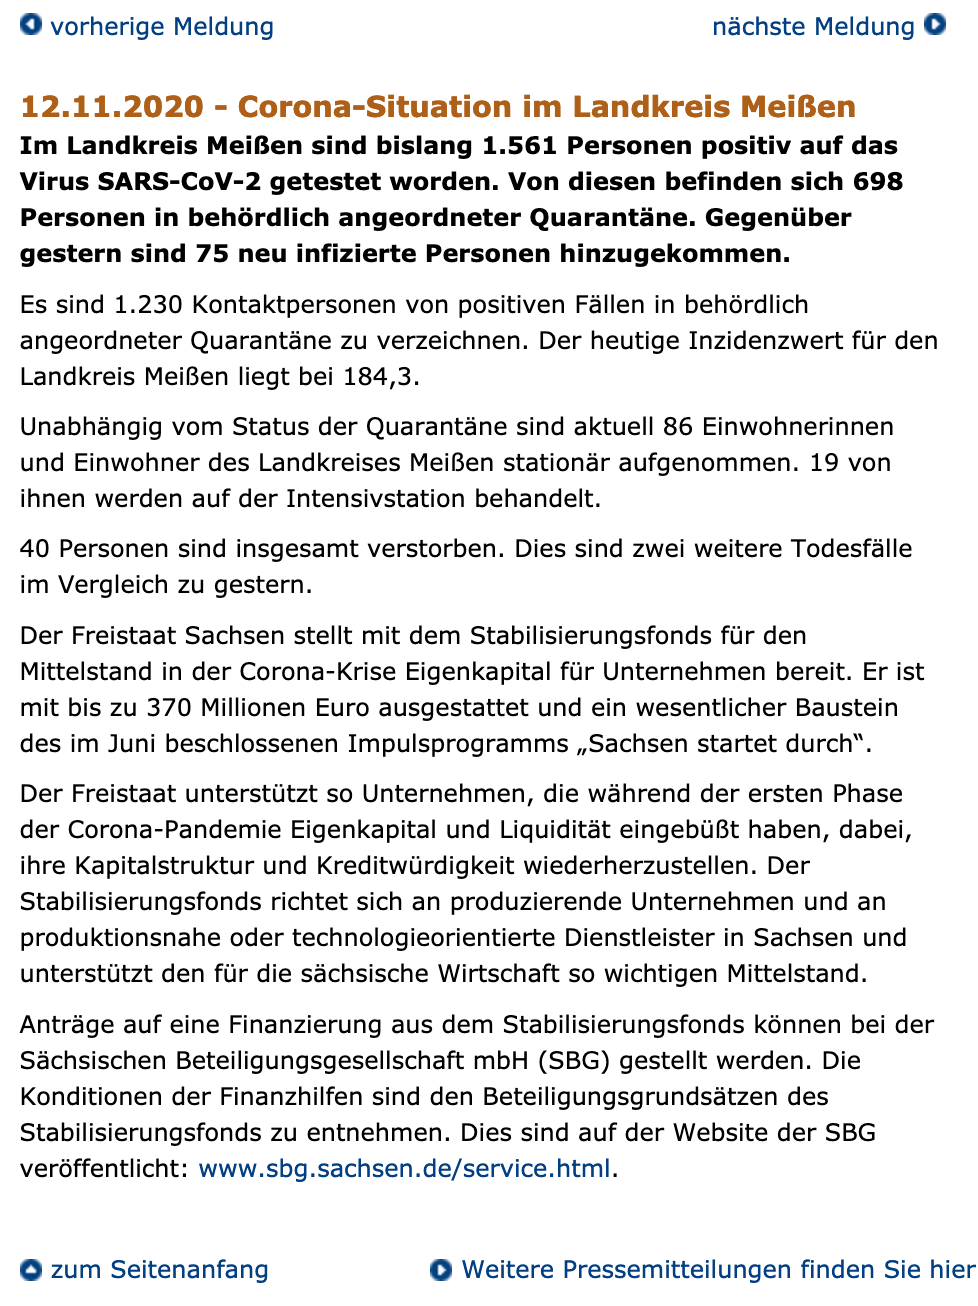 vorherige Meldung nächste Meldung
12.11.2020 - Corona-Situation im Landkreis Meißen
Im Landkreis Meißen sind bislang 1.561 Personen positiv auf das
Virus SARS-CoV-2 getestet worden. Von diesen befinden sich 698
Personen in behördlich angeordneter Quarantäne. Gegenüber
gestern sind 75 neu infizierte Personen hinzugekommen.
Es sind 1.230 Kontaktpersonen von positiven Fällen in behördlich
angeordneter Quarantäne zu verzeichnen. Der heutige Inzidenzwert für den
Landkreis Meißen liegt bei 184,3.
Unabhängig vom Status der Quarantäne sind aktuell 86 Einwohnerinnen
und Einwohner des Landkreises Meißen stationär aufgenommen. 19 von
ihnen werden auf der Intensivstation behandelt.
40 Personen sind insgesamt verstorben. Dies sind zwei weitere Todesfälle
im Vergleich zu gestern.
Der Freistaat Sachsen stellt mit dem Stabilisierungsfonds für den
Mittelstand in der Corona-Krise Eigenkapital für Unternehmen bereit. Er ist
mit bis zu 370 Millionen Euro ausgestattet und ein wesentlicher Baustein
des im Juni beschlossenen Impulsprogramms „Sachsen startet durch“.
Der Freistaat unterstützt so Unternehmen, die während der ersten Phase
der Corona-Pandemie Eigenkapital und Liquidität eingebüßt haben, dabei,
ihre Kapitalstruktur und Kreditwürdigkeit wiederherzustellen. Der
Stabilisierungsfonds richtet sich an produzierende Unternehmen und an
produktionsnahe oder technologieorientierte Dienstleister in Sachsen und
unterstützt den für die sächsische Wirtschaft so wichtigen Mittelstand.
Anträge auf eine Finanzierung aus dem Stabilisierungsfonds können bei der
Sächsischen Beteiligungsgesellschaft mbH (SBG) gestellt werden. Die
Konditionen der Finanzhilfen sind den Beteiligungsgrundsätzen des
Stabilisierungsfonds zu entnehmen. Dies sind auf der Website der SBG
veröffentlicht: www.sbg.sachsen.de/service.html.
zum Seitenanfang Weitere Pressemitteilungen finden Sie hier